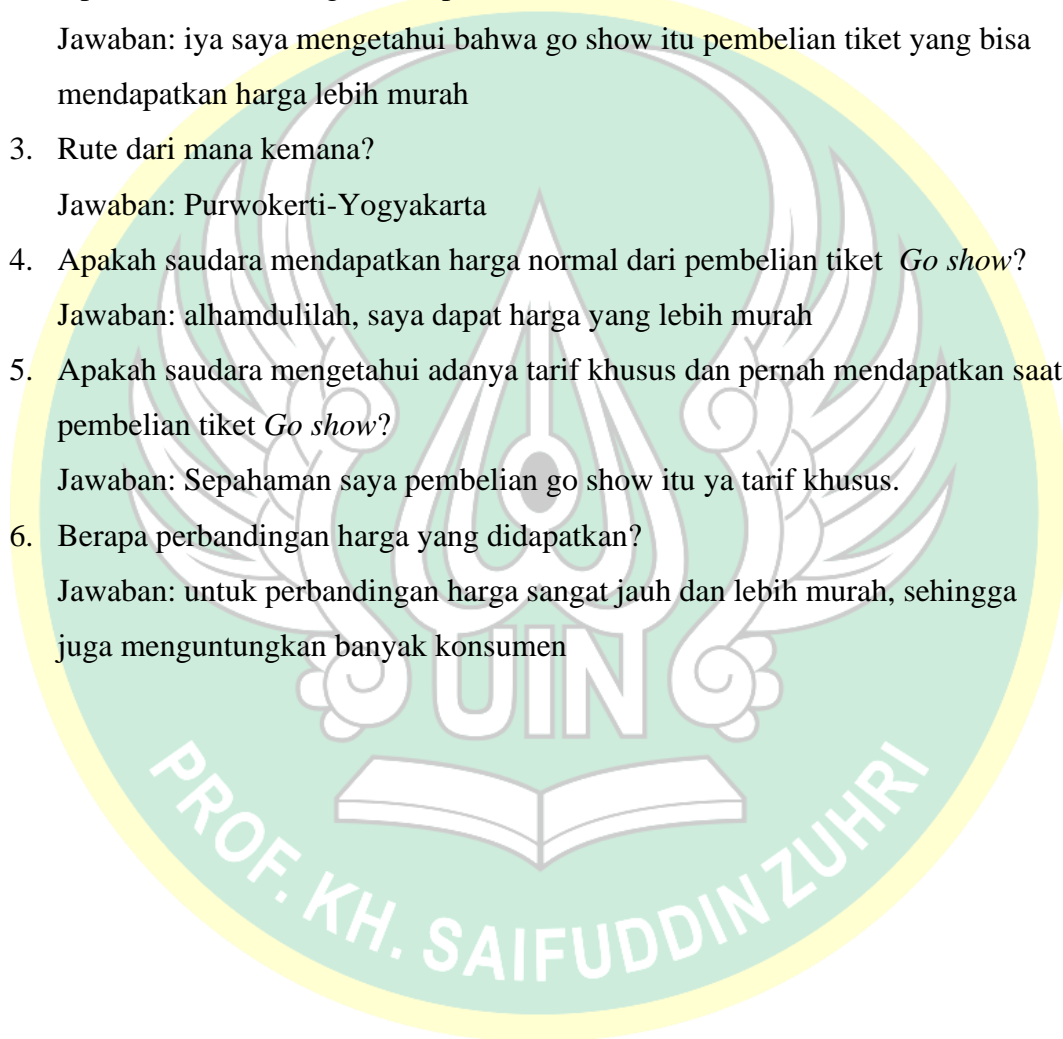 Jawaban: iya saya mengetahui bahwa go show itu pembelian tiket yang bisa
mendapatkan harga lebih murah
3. Rute dari mana kemana?
Jawaban: Purwokerti-Yogyakarta
4. Apakah saudara mendapatkan harga normal dari pembelian tiket Go show?
Jawaban: alhamdulilah, saya dapat harga yang lebih murah
5. Apakah saudara mengetahui adanya tarif khusus dan pernah mendapatkan saat
pembelian tiket Go show?
Jawaban: Sepahaman saya pembelian go show itu ya tarif khusus.
6. Berapa perbandingan harga yang didapatkan?
Jawaban: untuk perbandingan harga sangat jauh dan lebih murah, sehingga
juga menguntungkan banyak konsumen
UIN
PROF. KH. SAIFUDDIN ZUHRI